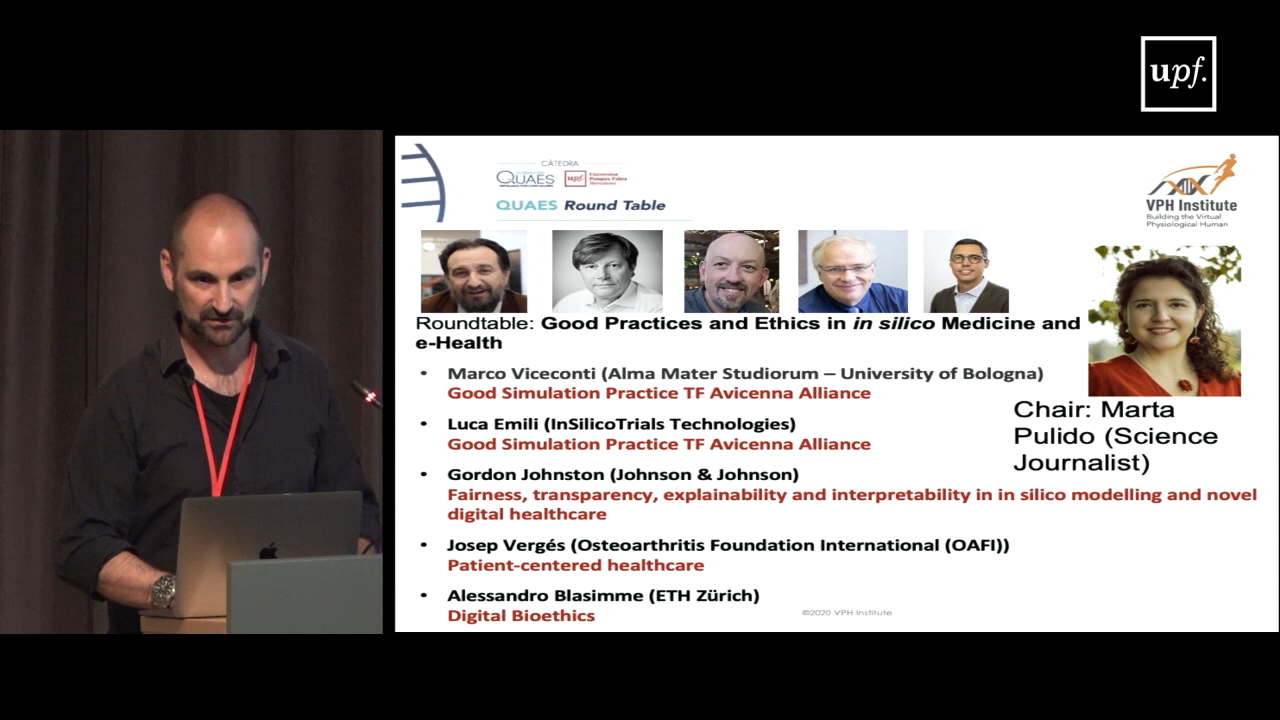 upf.
CÀTEDRA
QUAES
upf.
Universitat
Pompeu Fabra
Barcelona
QUAES Round Table
VPH Institute
Building the Virtual
Physiological Human
Roundtable: Good Practices and Ethics in in silico Medicine and
e-Health
• Marco Viceconti (Alma Mater Studiorum – University of Bologna)
Good Simulation Practice TF Avicenna Alliance
• Luca Emili (InSilicoTrials Technologies)
Good Simulation Practice TF Avicenna Alliance
• Gordon Johnston (Johnson & Johnson)
Fairness, transparency, explainability and interpretability in in silico modelling and novel
digital healthcare
• Josep Vergés (Osteoarthritis Foundation International (OAFI))
Patient-centered healthcare
• Alessandro Blasimme (ETH Zürich)
Digital Bioethics
Chair: Marta
Pulido (Science
Journalist)
©2020 VPH Institute